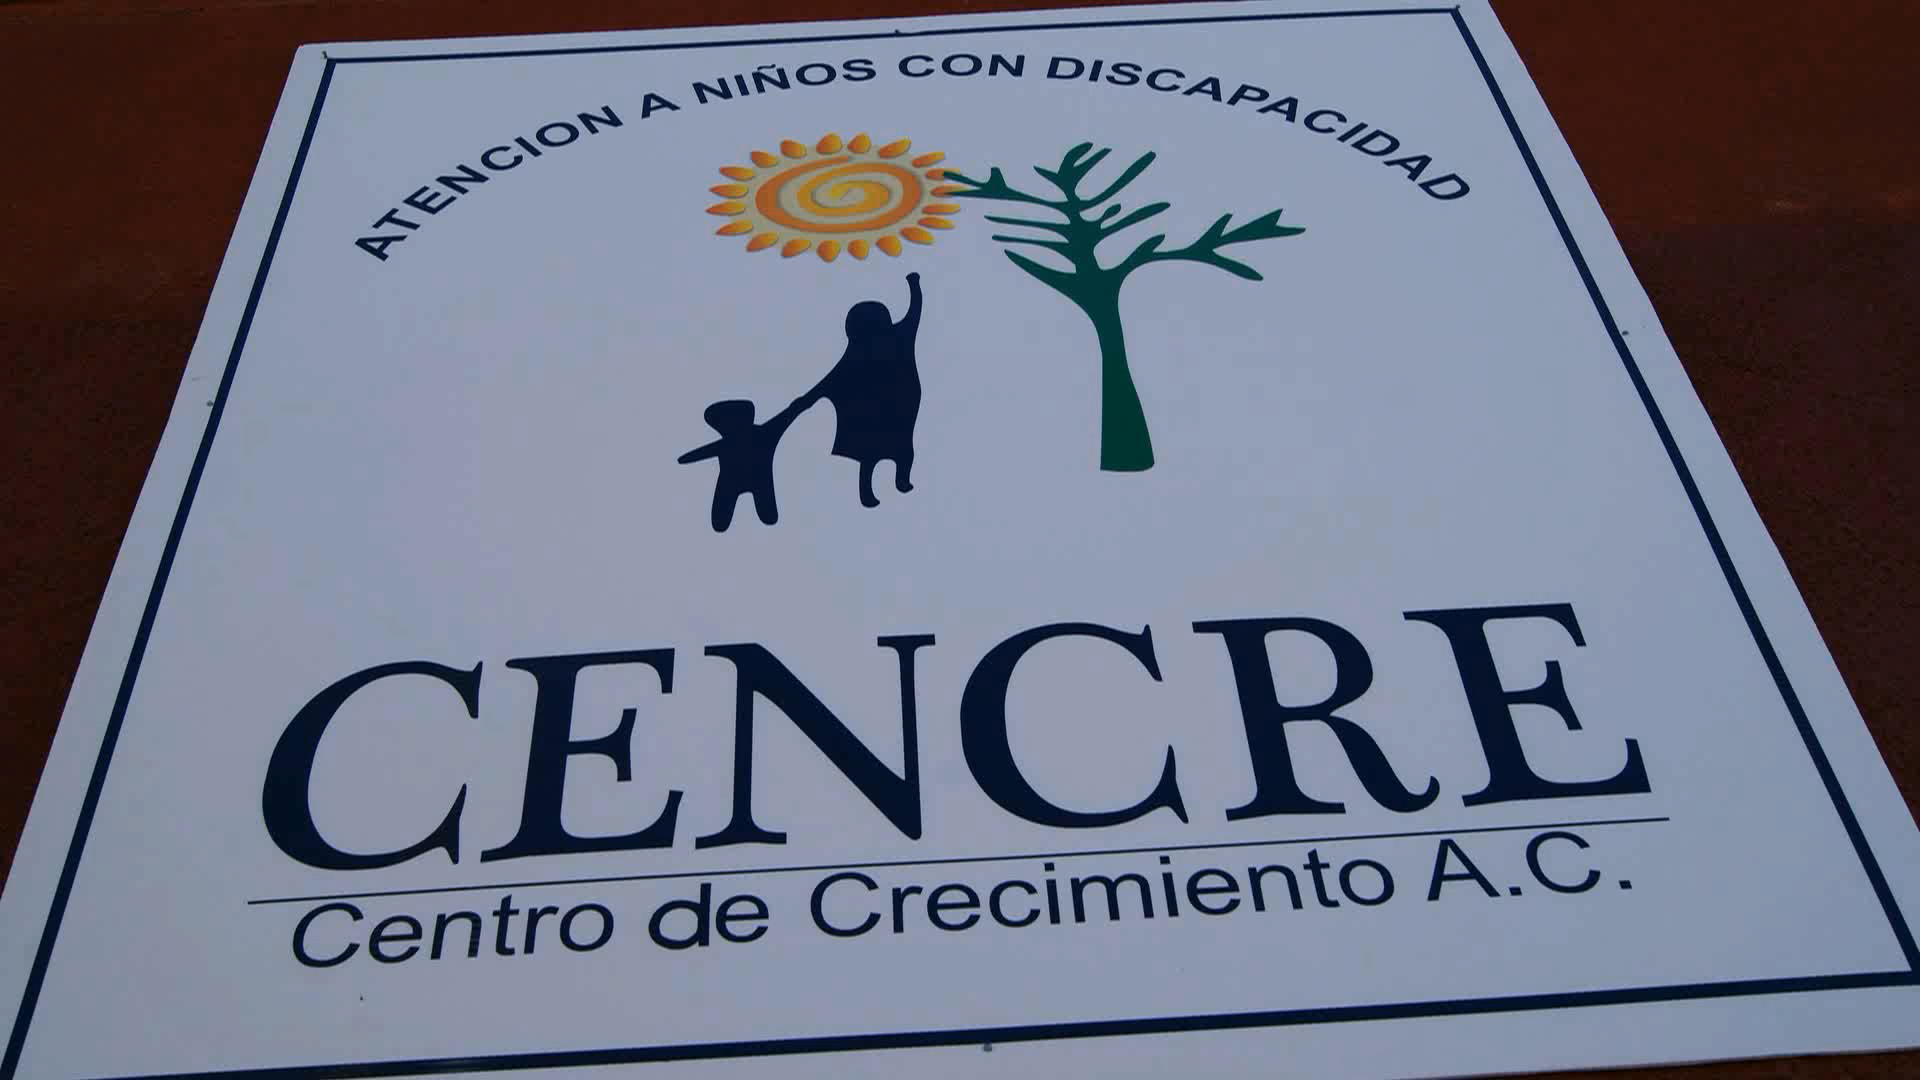 ATENCION A NIÑOS CON DISCAPACIDAD
CENCRE
Centro de Crecimiento A.C.